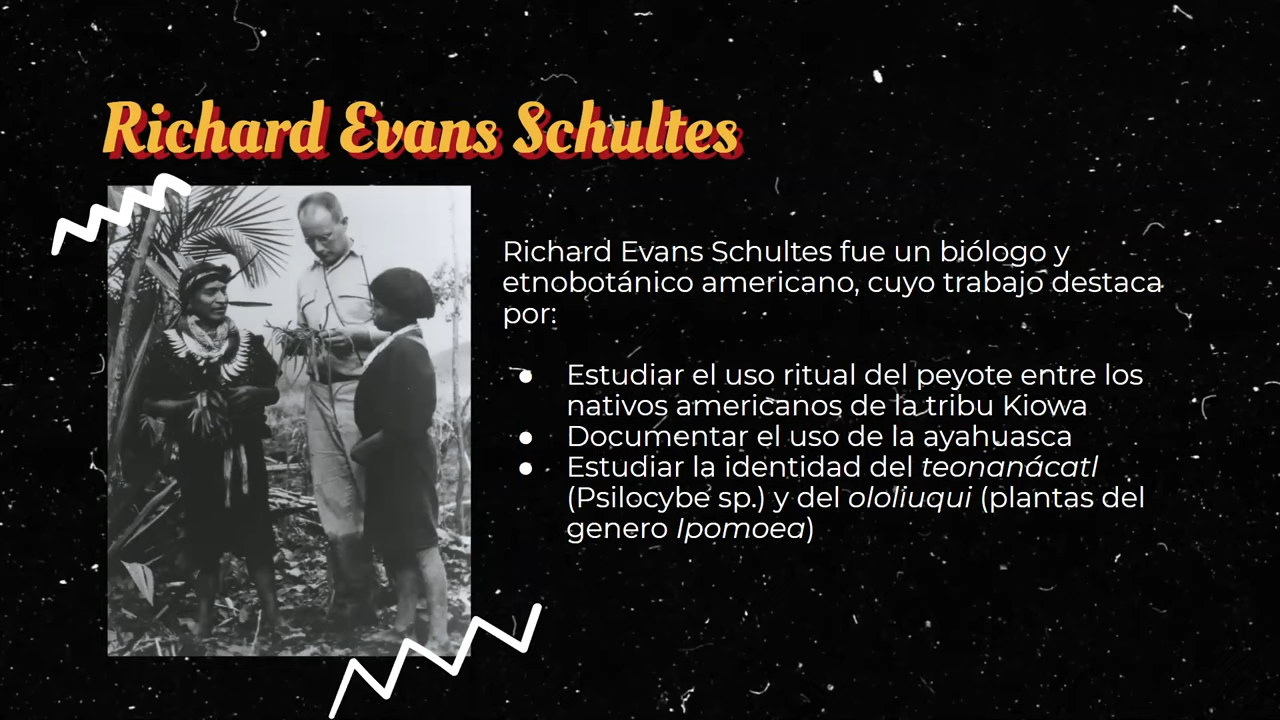 Richard Evans Schultes
Richard Evans Schultes fue un biólogo y
etnobotánico americano, cuyo trabajo destaca
por:
● Estudiar el uso ritual del peyote entre los
nativos americanos de la tribu Kiowa
● Documentar el uso de la ayahuasca
● Estudiar la identidad del teonanácatl
(Psilocybe sp.) y del ololiuqui (plantas del
genero Ipomoea)